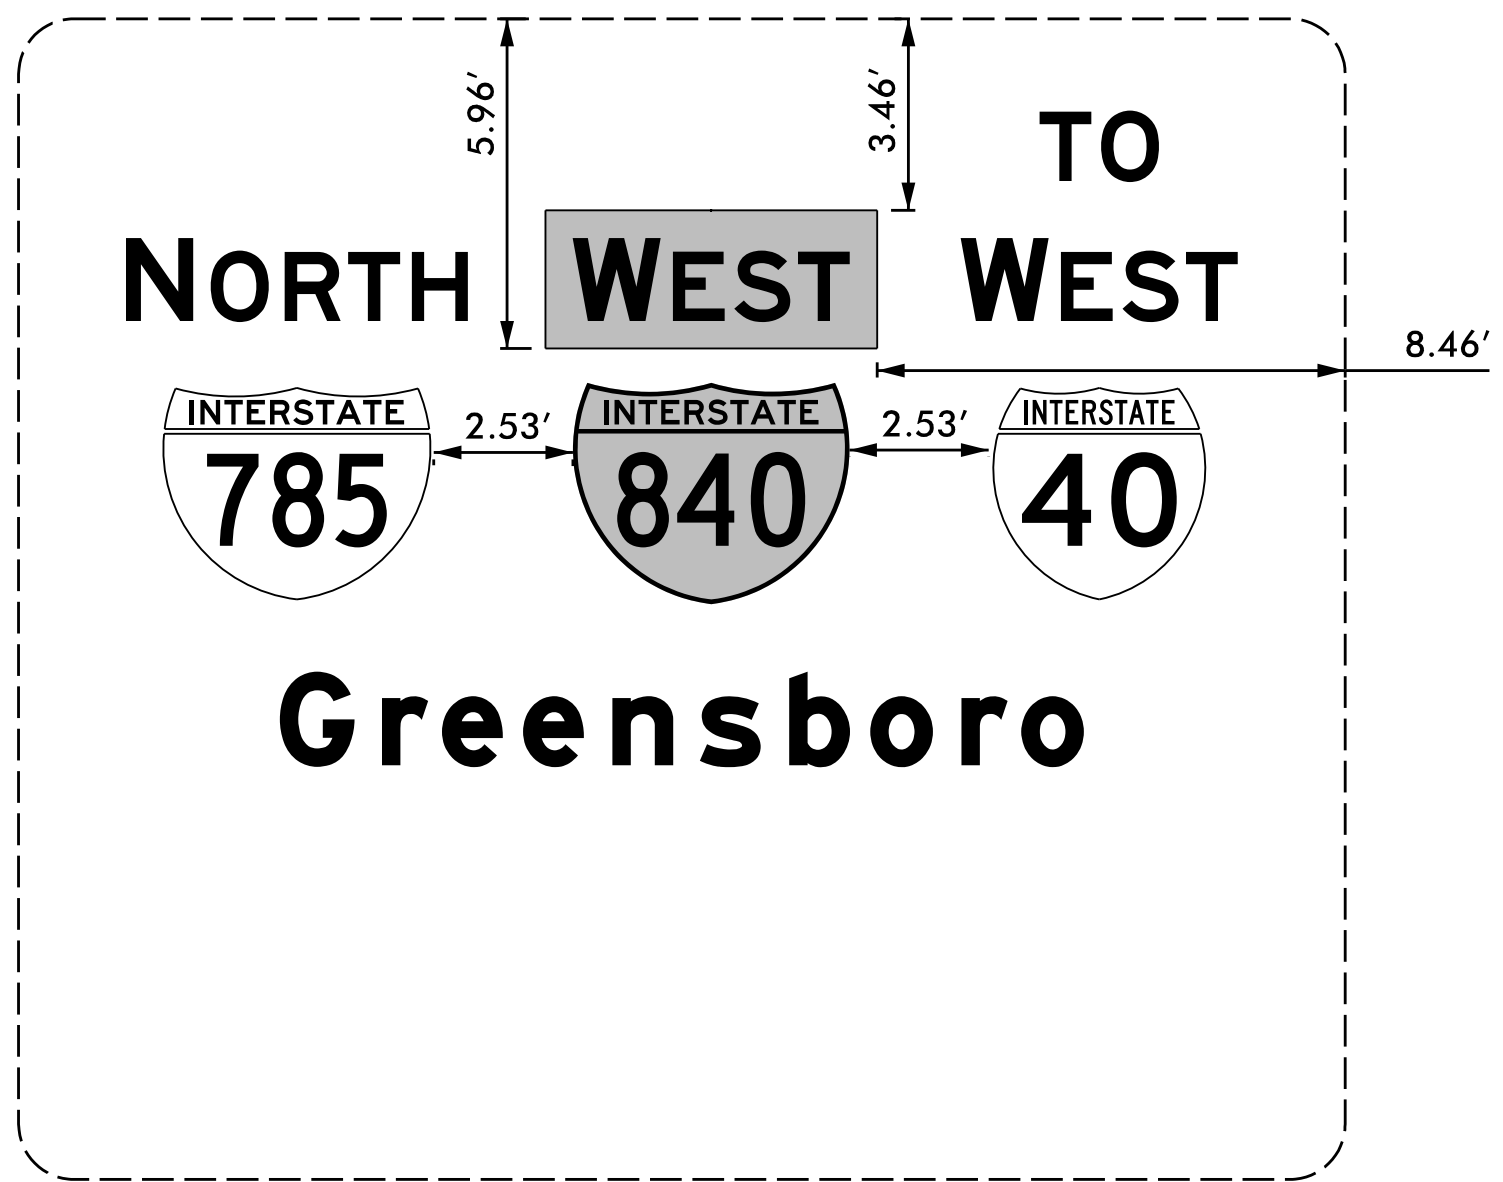 5.96′
3.46′
TO
NORTH WEST WEST
8.46′
INTERSTATE 785
2.53′
INTERSTATE 840
2.53′
INTERSTATE 40
Greensboro